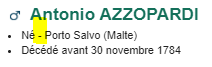 ♂ Antonio AZZOPARDI
• Né - Porto Salvo (Malte)
• Décédé avant 30 novembre 1784